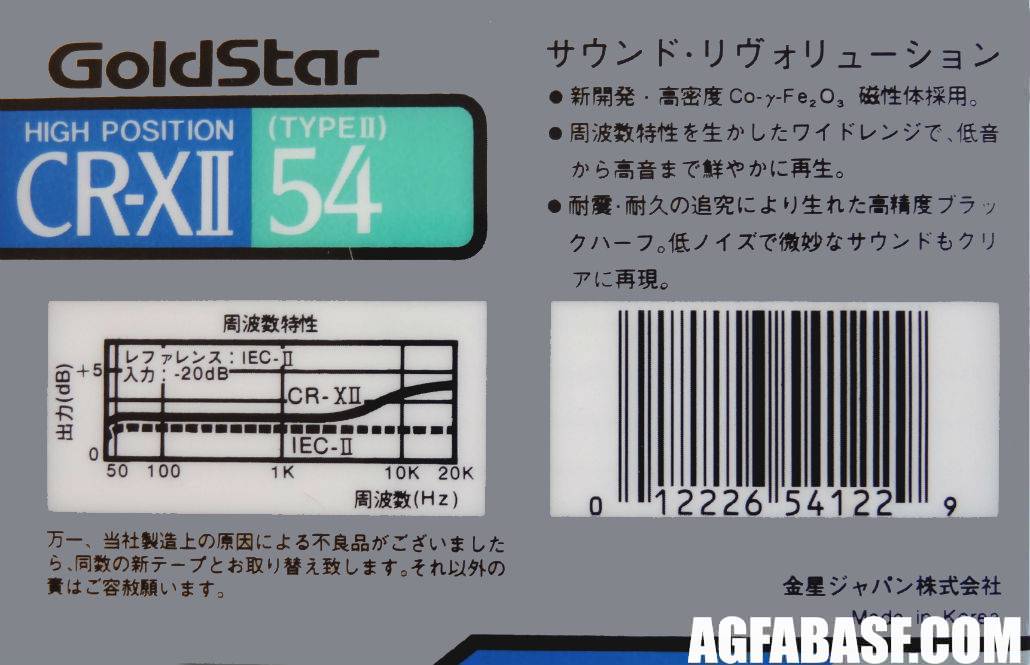 GoldStar
HIGH POSITION (TYPEⅡ)
CR-XⅡ 54
サウンド・リヴォリューション
● 新開発・高密度 Co-γ-Fe₂O₃ 磁性体採用。
● 周波数特性を生かしたワイドレンジで、低音
から高音まで鮮やかに再生。
● 耐震・耐久の追究により生れた高精度ブラッ
クハーフ。低ノイズで微妙なサウンドもクリ
アに再現。
周波数特性
レファレンス：IEC-Ⅱ
入力：-20dB
出力(dB)
+5
0
CR-XⅡ
IEC-Ⅱ
50 100 1K 10K 20K
周波数(Hz)
0 12226 54122 9
万一、当社製造上の原因による不良品がございました
ら、同数の新テープとお取り替え致します。それ以外の
責はご容赦願います。
金星ジャパン株式会社
Made in Korea
AGFABASF.COM